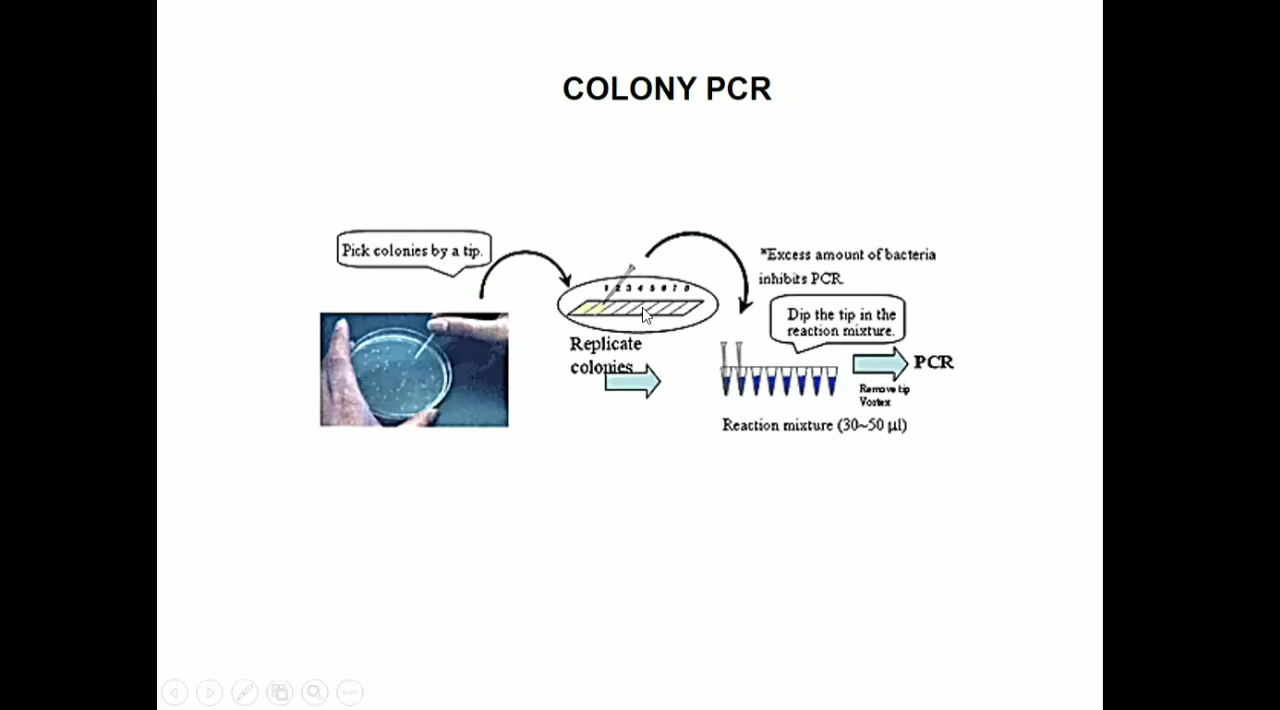 COLONY PCR
Pick colonies by a tip.
1 2 3 4 5 6 7 8
Replicate
colonies
*Excess amount of bacteria
inhibits PCR
Dip the tip in the
reaction mixture.
PCR
Remove tip
Vortex
Reaction mixture (30~50 µl)